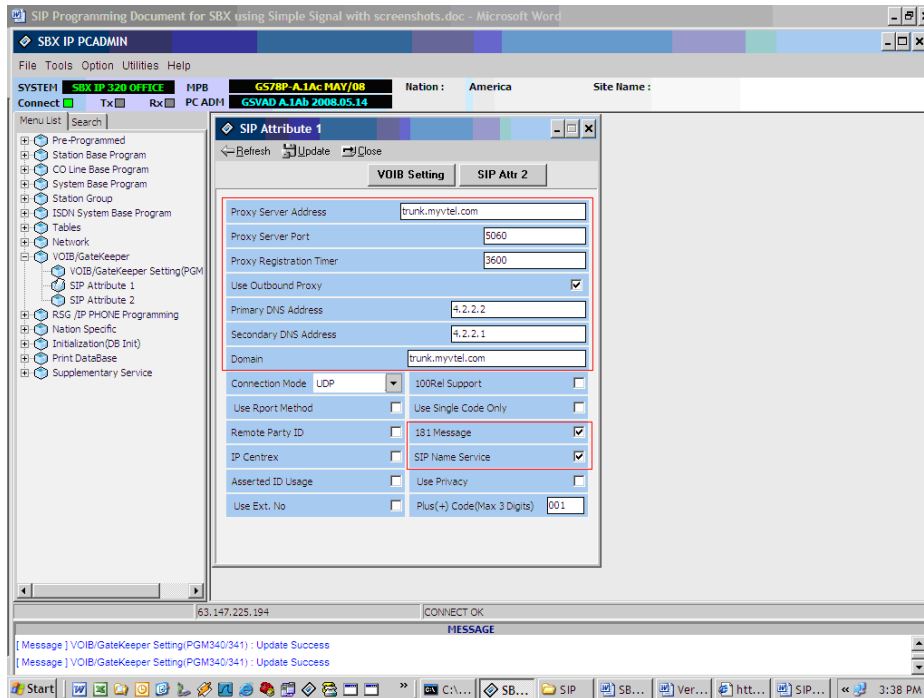 SIP Programming Document for SBX using Simple Signal with screenshots.doc - Microsoft Word
SBX IP PCADMIN
File Tools Option Utilities Help
SYSTEM SBX IP 320 OFFICE MPB GS78P-A.1Ac MAY/08 Nation : America Site Name :
Connect Tx Rx PC ADM GSVAD A.1Ab 2008.05.14
Menu List Search
Pre-Programmed
Station Base Program
CO Line Base Program
System Base Program
Station Group
ISDN System Base Program
Tables
Network
VOIB/GateKeeper
VOIB/GateKeeper Setting(PGM
SIP Attribute 1
SIP Attribute 2
RSG /IP PHONE Programming
Nation Specific
Initialization(DB Init)
Print DataBase
Supplementary Service
SIP Attribute 1
Refresh Update Close
VOIB Setting SIP Attr 2
Proxy Server Address trunk.myvtel.com
Proxy Server Port 5060
Proxy Registration Timer 3600
Use Outbound Proxy
Primary DNS Address 4.2.2.2
Secondary DNS Address 4.2.2.1
Domain trunk.myvtel.com
Connection Mode UDP 100Rel Support
Use Rport Method Use Single Code Only
Remote Party ID 181 Message
IP Centrex SIP Name Service
Asserted ID Usage Use Privacy
Use Ext. No Plus(+) Code(Max 3 Digits) 001
63.147.225.194 CONNECT OK
MESSAGE
[ Message ] VOIB/GateKeeper Setting(PGM340/341) : Update Success
[ Message ] VOIB/GateKeeper Setting(PGM340/341) : Update Success
Start » C:\... SB... SIP SB... Ver... htt... SIP... « 3:38 PM